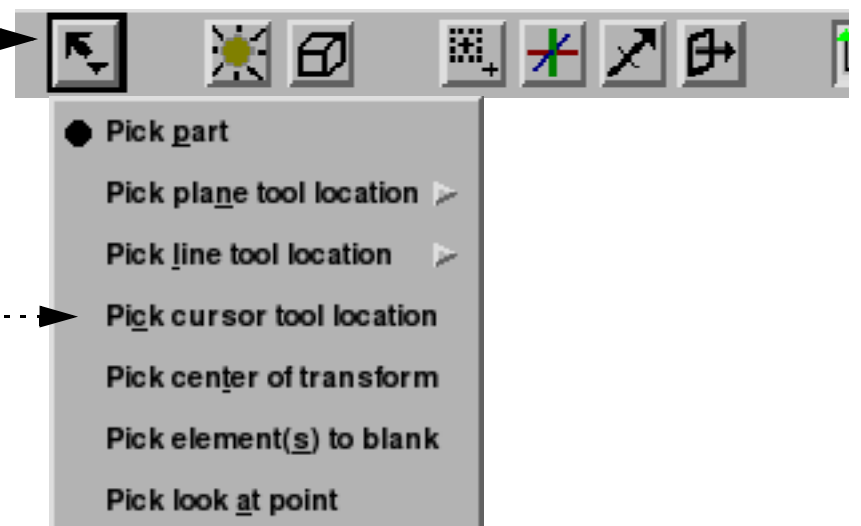 Pick part
Pick plane tool location
Pick line tool location
Pick cursor tool location
Pick center of transform
Pick element(s) to blank
Pick look at point